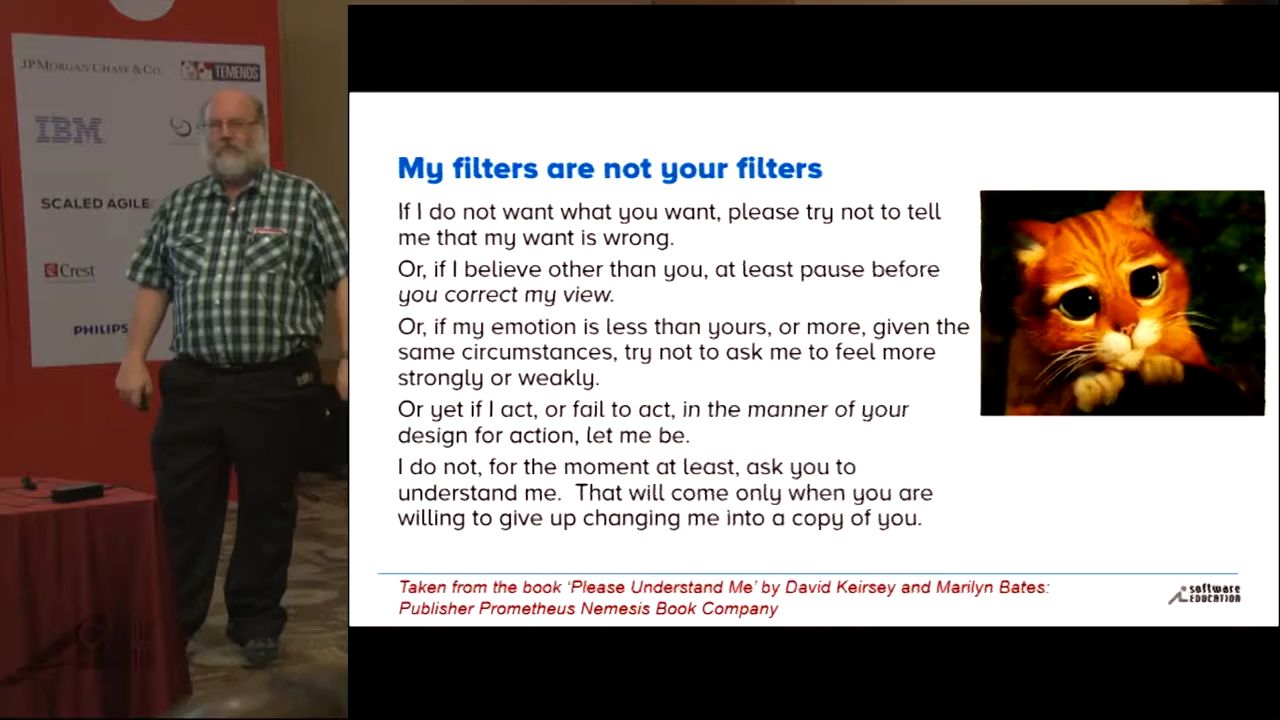 J.P.MORGAN CHASE & CO.
TEMENOS
IBM
SCALED AGILE
Crest
PHILIPS
My filters are not your filters
If I do not want what you want, please try not to tell
me that my want is wrong.
Or, if I believe other than you, at least pause before
you correct my view.
Or, if my emotion is less than yours, or more, given the
same circumstances, try not to ask me to feel more
strongly or weakly.
Or yet if I act, or fail to act, in the manner of your
design for action, let me be.
I do not, for the moment at least, ask you to
understand me. That will come only when you are
willing to give up changing me into a copy of you.
Taken from the book ‘Please Understand Me’ by David Keirsey and Marilyn Bates:
Publisher Prometheus Nemesis Book Company
software
EDUCATION